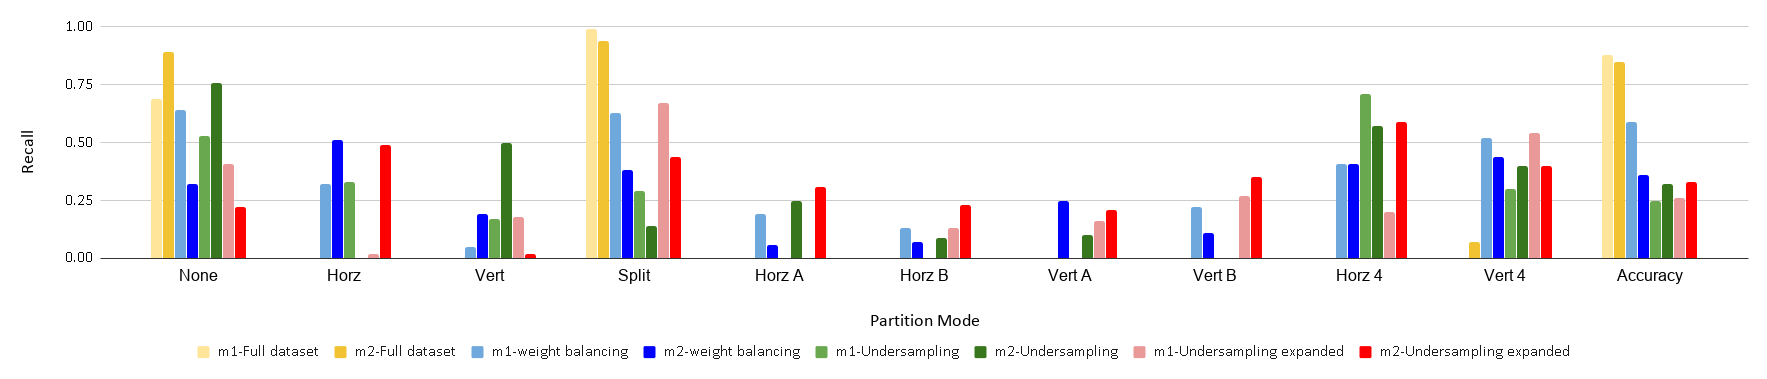 1.00
0.75
0.50
0.25
0.00
Recall
None Horz Vert Split Horz A Horz B Vert A Vert B Horz 4 Vert 4 Accuracy
Partition Mode
m1-Full dataset m2-Full dataset m1-weight balancing m2-weight balancing m1-Undersampling m2-Undersampling m1-Undersampling expanded m2-Undersampling expanded